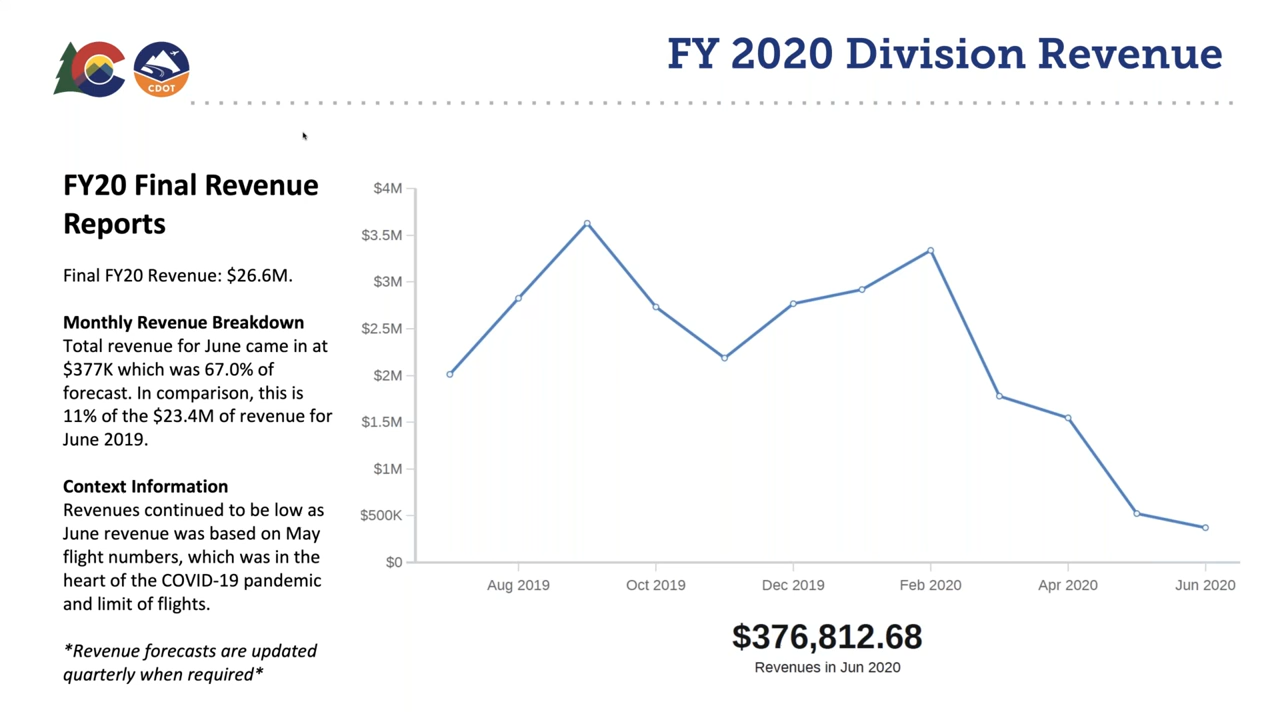 FY 2020 Division Revenue
CDOT
FY20 Final Revenue
Reports
Final FY20 Revenue: $26.6M.
Monthly Revenue Breakdown
Total revenue for June came in at
$377K which was 67.0% of
forecast. In comparison, this is
11% of the $23.4M of revenue for
June 2019.
Context Information
Revenues continued to be low as
June revenue was based on May
flight numbers, which was in the
heart of the COVID-19 pandemic
and limit of flights.
*Revenue forecasts are updated
quarterly when required*
$4M
$3.5M
$3M
$2.5M
$2M
$1.5M
$1M
$500K
$0
Aug 2019 Oct 2019 Dec 2019 Feb 2020 Apr 2020 Jun 2020
$376,812.68
Revenues in Jun 2020